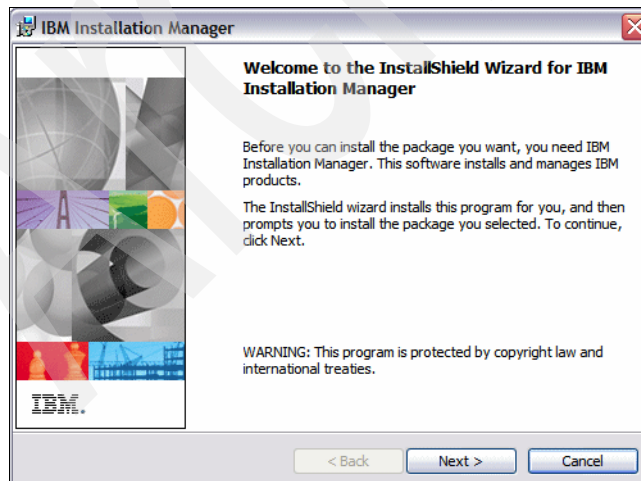 IBM Installation Manager
Welcome to the InstallShield Wizard for IBM
Installation Manager
Before you can install the package you want, you need IBM
Installation Manager. This software installs and manages IBM
products.
The InstallShield wizard installs this program for you, and then
prompts you to install the package you selected. To continue,
click Next.
A
WARNING: This program is protected by copyright law and
international treaties.
IBM.
< Back
Next >
Cancel